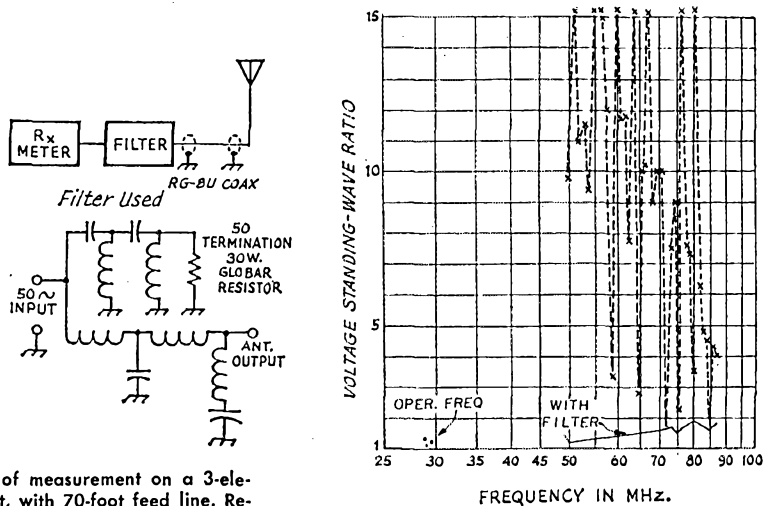 Rx
METER
FILTER
RG-8U COAX
Filter Used
50
TERMINATION
30W.
GLOBAR
RESISTOR
50~
INPUT
ANT.
OUTPUT
of measurement on a 3-ele-
t, with 70-foot feed line. Re-
VOLTAGE STANDING-WAVE RATIO
15
10
5
1
OPER. FREQ
WITH
FILTER
25 30 35 40 45 50 60 70 80 90 100
FREQUENCY IN MHz.